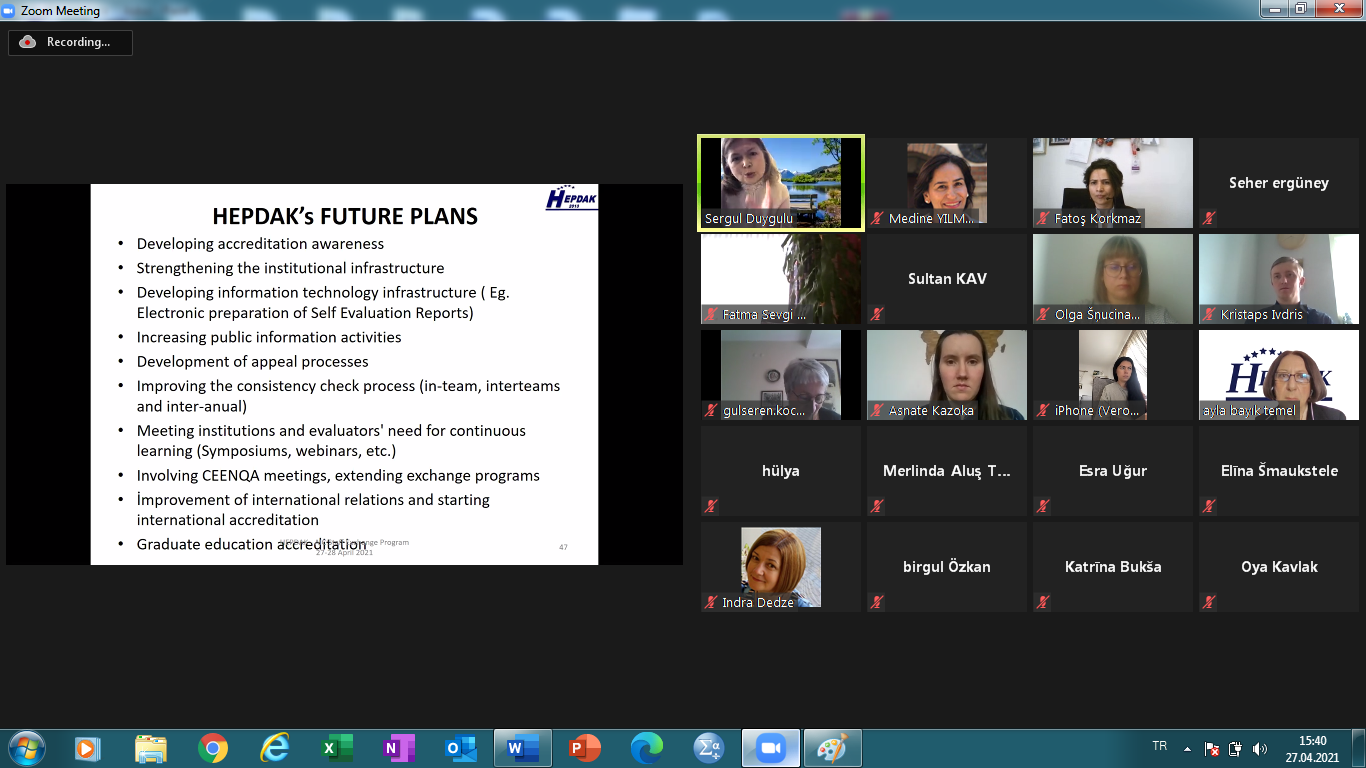 Zoom Meeting
Recording...
HEPDAK
2013
HEPDAK's FUTURE PLANS
• Developing accreditation awareness
• Strengthening the institutional infrastructure
• Developing information technology infrastructure ( Eg.
Electronic preparation of Self Evaluation Reports)
• Increasing public information activities
• Development of appeal processes
• Improving the consistency check process (in-team, interteams
and inter-anual)
• Meeting institutions and evaluators' need for continuous
learning (Symposiums, webinars, etc.)
• Involving CEENQA meetings, extending exchange programs
• İmprovement of international relations and starting
international accreditation
• Graduate education accreditation
Exchange Program
27-28 April 2021
47
Sergul Duygulu
Medine YILM...
Fatoş Korkmaz
Seher ergüney
Fatma Sevgi ...
Sultan KAV
Olga Šņucina...
Kristaps Ivdris
gulseren.koc...
Asnate Kazoka
iPhone (Vero...
HEPDAK
ayla bayık temel
hülya
Merlinda Aluş T...
Esra Uğur
Elīna Šmaukstele
Indra Dedze
birgul Özkan
Katrīna Bukša
Oya Kavlak
TR
15:40
27.04.2021